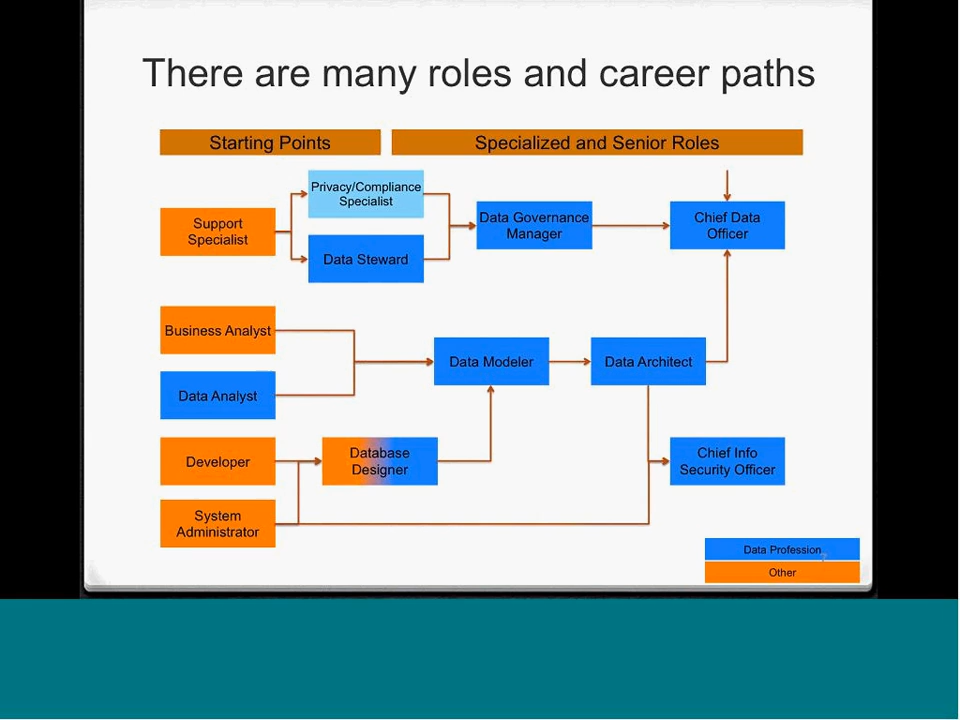 There are many roles and career paths
Starting Points
Specialized and Senior Roles
Privacy/Compliance
Specialist
Support
Specialist
Data Governance
Manager
Chief Data
Officer
Data Steward
Business Analyst
Data Modeler
Data Architect
Data Analyst
Developer
Database
Designer
Chief Info
Security Officer
System
Administrator
Data Profession
Other